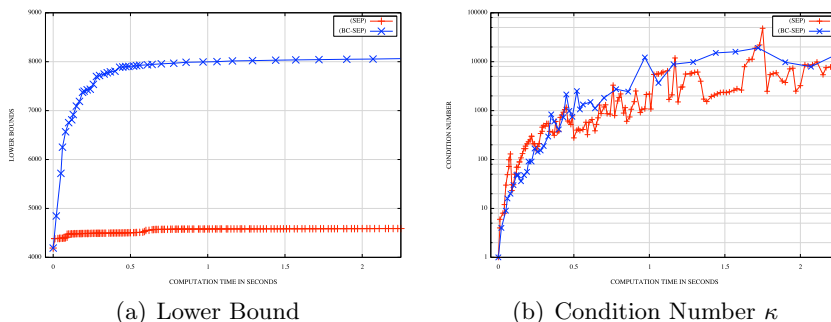 (SEP)
(BC-SEP)
9000
8000
7000
6000
5000
4000
LOWER BOUNDS
0
0.5
1
1.5
2
COMPUTATION TIME IN SECONDS
(a) Lower Bound
(SEP)
(BC-SEP)
100000
10000
1000
100
10
1
CONDITION NUMBER
0
0.5
1
1.5
2
COMPUTATION TIME IN SECONDS
(b) Condition Number κ